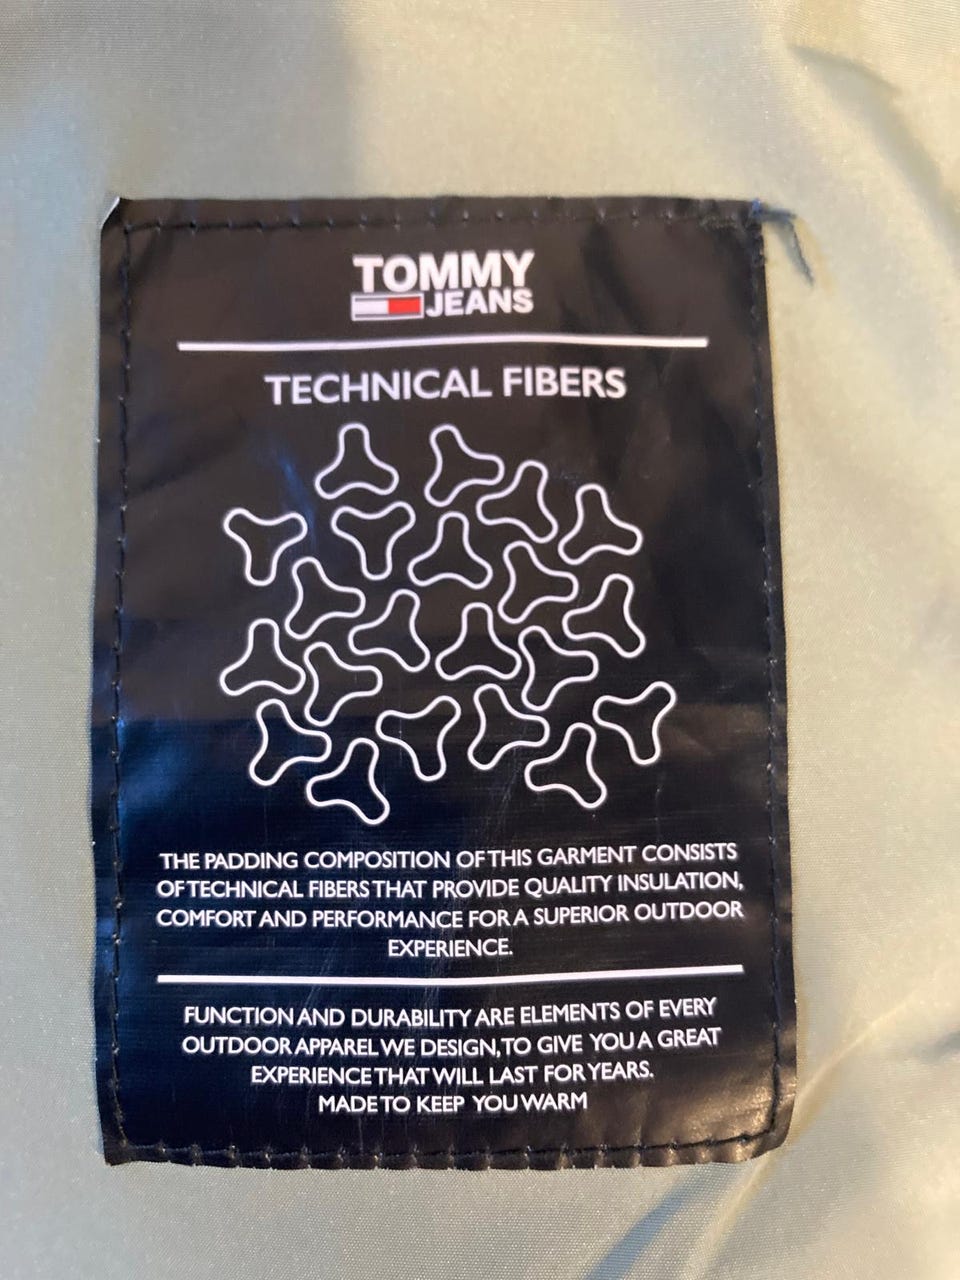 TOMMY
JEANS
TECHNICAL FIBERS
THE PADDING COMPOSITION OF THIS GARMENT CONSISTS
OF TECHNICAL FIBERS THAT PROVIDE QUALITY INSULATION,
COMFORT AND PERFORMANCE FOR A SUPERIOR OUTDOOR
EXPERIENCE.
FUNCTION AND DURABILITY ARE ELEMENTS OF EVERY
OUTDOOR APPAREL WE DESIGN, TO GIVE YOU A GREAT
EXPERIENCE THAT WILL LAST FOR YEARS.
MADE TO KEEP YOU WARM